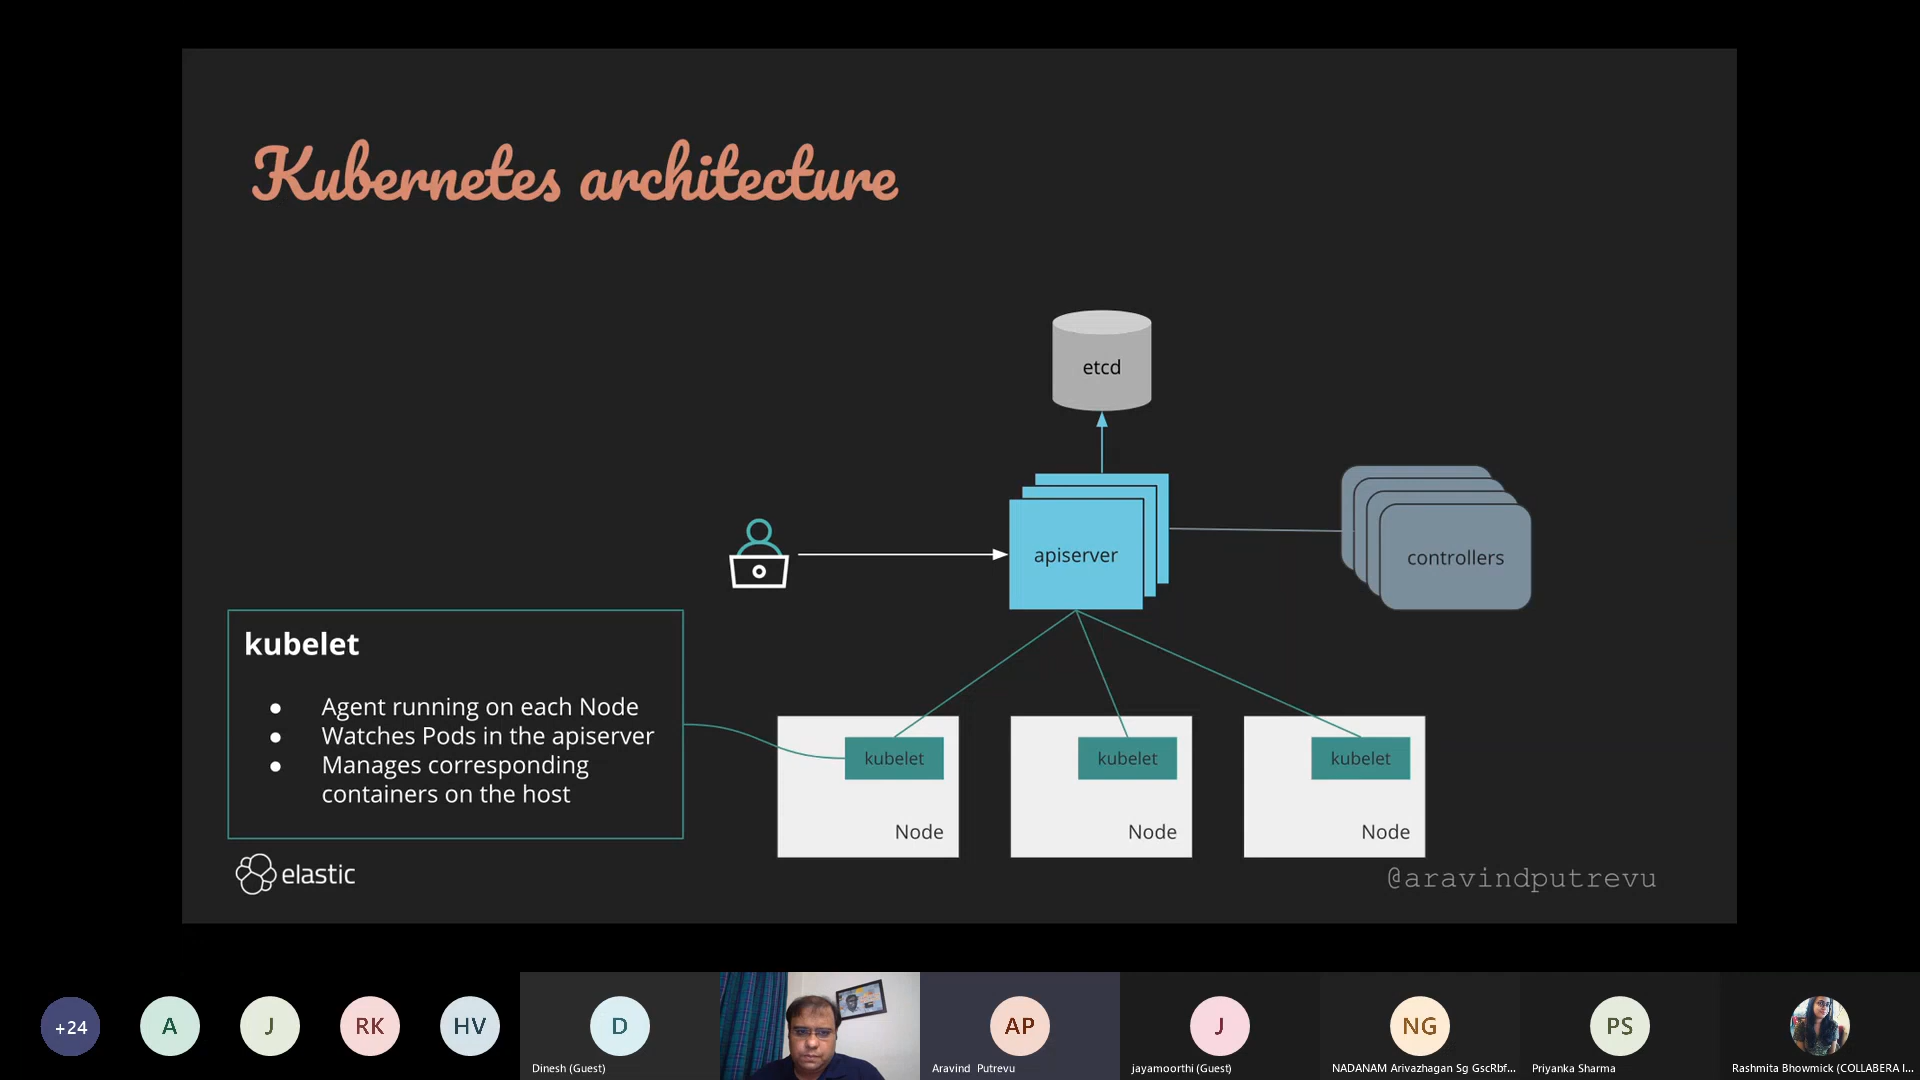 Kubernetes architecture
etcd
apiserver
controllers
kubelet
● Agent running on each Node
● Watches Pods in the apiserver
● Manages corresponding
containers on the host
kubelet
kubelet
kubelet
Node
Node
Node
elastic
@aravindputrevu
+24
A
J
RK
HV
D
AP
J
NG
PS
Dinesh (Guest)
Aravind Putrevu
jayamoorthi (Guest)
NADANAM Arivazhagan Sg GscRbf...
Priyanka Sharma
Rashmita Bhowmick (COLLABERA I...